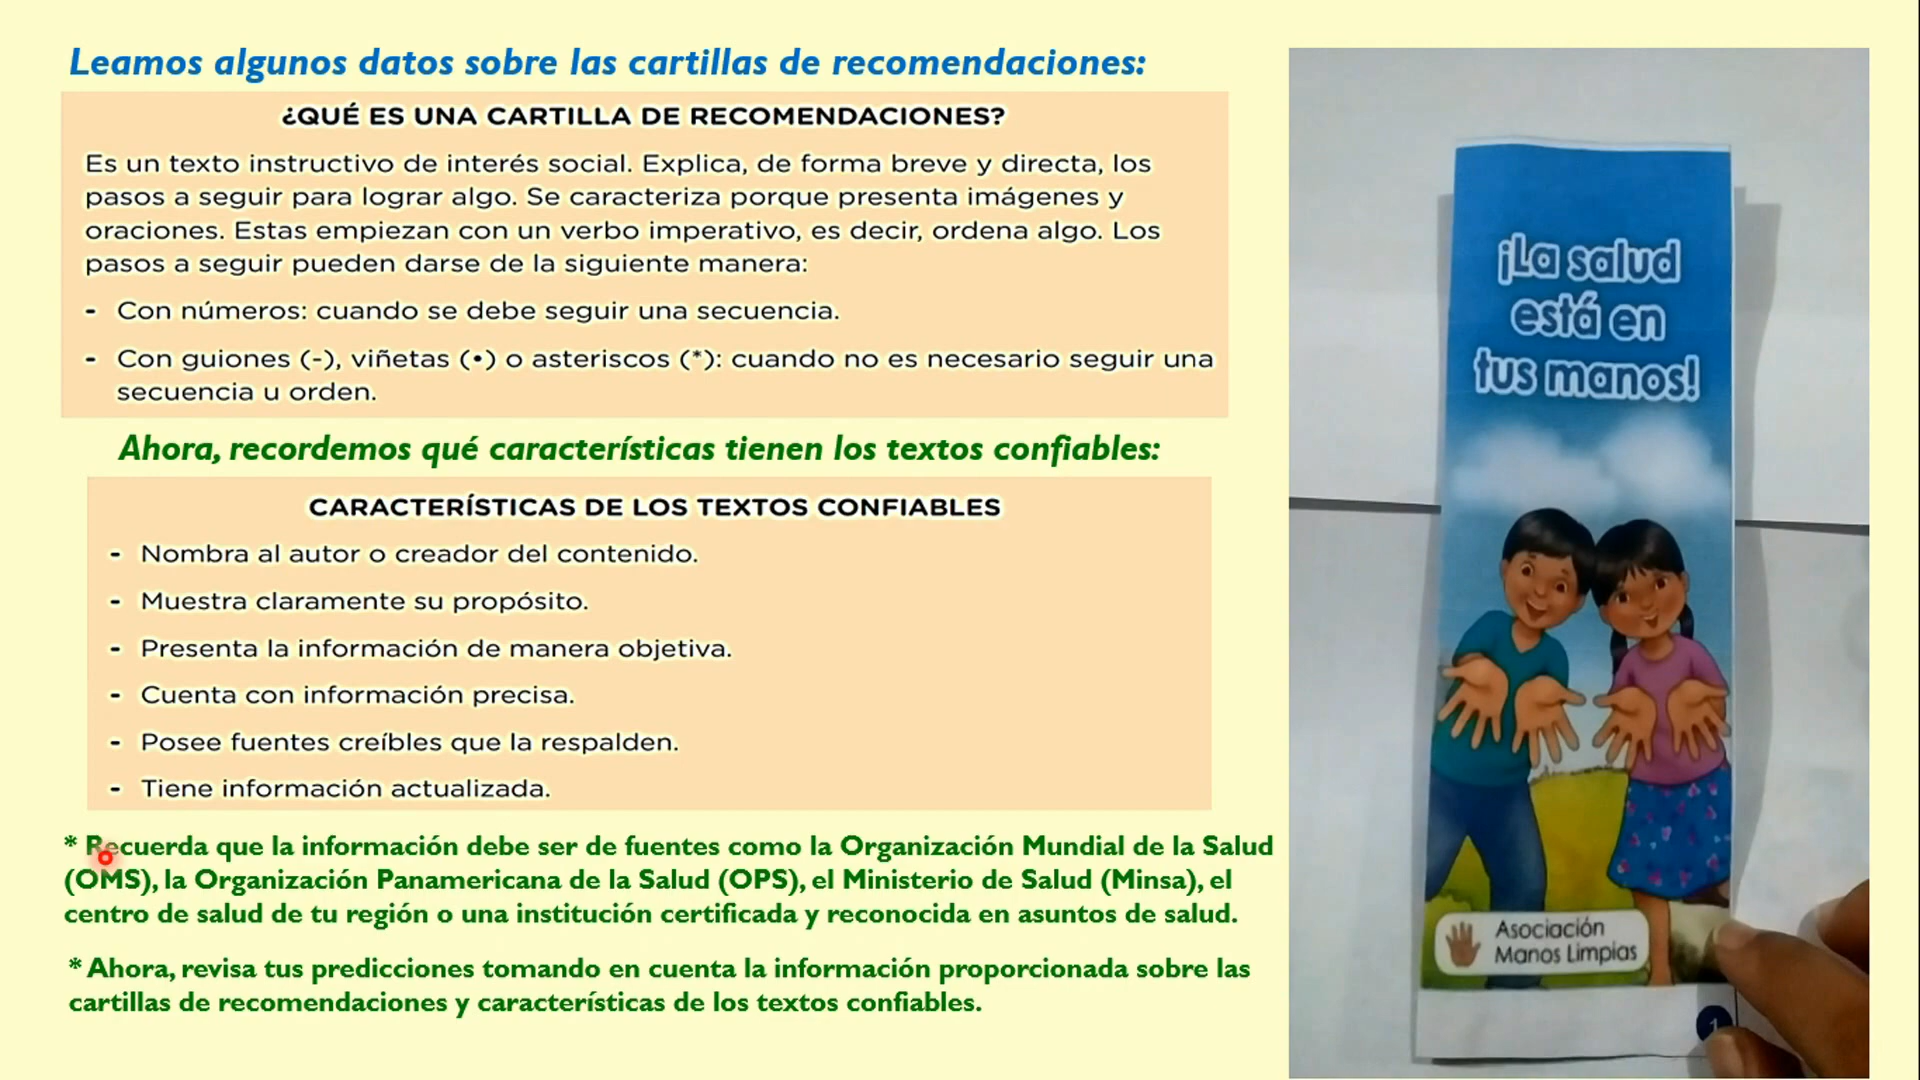 Leamos algunos datos sobre las cartillas de recomendaciones:
¿QUÉ ES UNA CARTILLA DE RECOMENDACIONES?
Es un texto instructivo de interés social. Explica, de forma breve y directa, los
pasos a seguir para lograr algo. Se caracteriza porque presenta imágenes y
oraciones. Estas empiezan con un verbo imperativo, es decir, ordena algo. Los
pasos a seguir pueden darse de la siguiente manera:
- Con números: cuando se debe seguir una secuencia.
- Con guiones (-), viñetas (•) o asteriscos (*): cuando no es necesario seguir una
secuencia u orden.
Ahora, recordemos qué características tienen los textos confiables:
CARACTERÍSTICAS DE LOS TEXTOS CONFIABLES
- Nombra al autor o creador del contenido.
- Muestra claramente su propósito.
- Presenta la información de manera objetiva.
- Cuenta con información precisa.
- Posee fuentes creíbles que la respalden.
- Tiene información actualizada.
* Recuerda que la información debe ser de fuentes como la Organización Mundial de la Salud
(OMS), la Organización Panamericana de la Salud (OPS), el Ministerio de Salud (Minsa), el
centro de salud de tu región o una institución certificada y reconocida en asuntos de salud.
* Ahora, revisa tus predicciones tomando en cuenta la información proporcionada sobre las
cartillas de recomendaciones y características de los textos confiables.
¡La salud
está en
tus manos!
Asociación
Manos Limpias
1